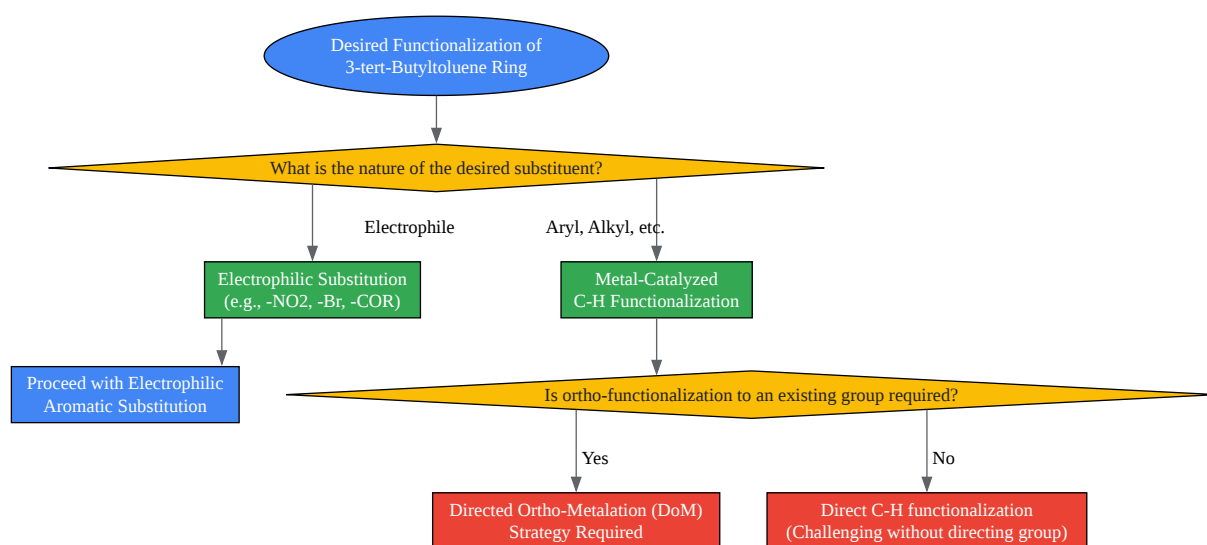 Desired Functionalization of
3-tert-Butyltoluene Ring
What is the nature of the desired substituent?
Electrophile
Aryl, Alkyl, etc.
Electrophilic Substitution
(e.g., -NO2, -Br, -COR)
Metal-Catalyzed
C-H Functionalization
Proceed with Electrophilic
Aromatic Substitution
Is ortho-functionalization to an existing group required?
Yes
No
Directed Ortho-Metalation (DoM)
Strategy Required
Direct C-H functionalization
(Challenging without directing group)